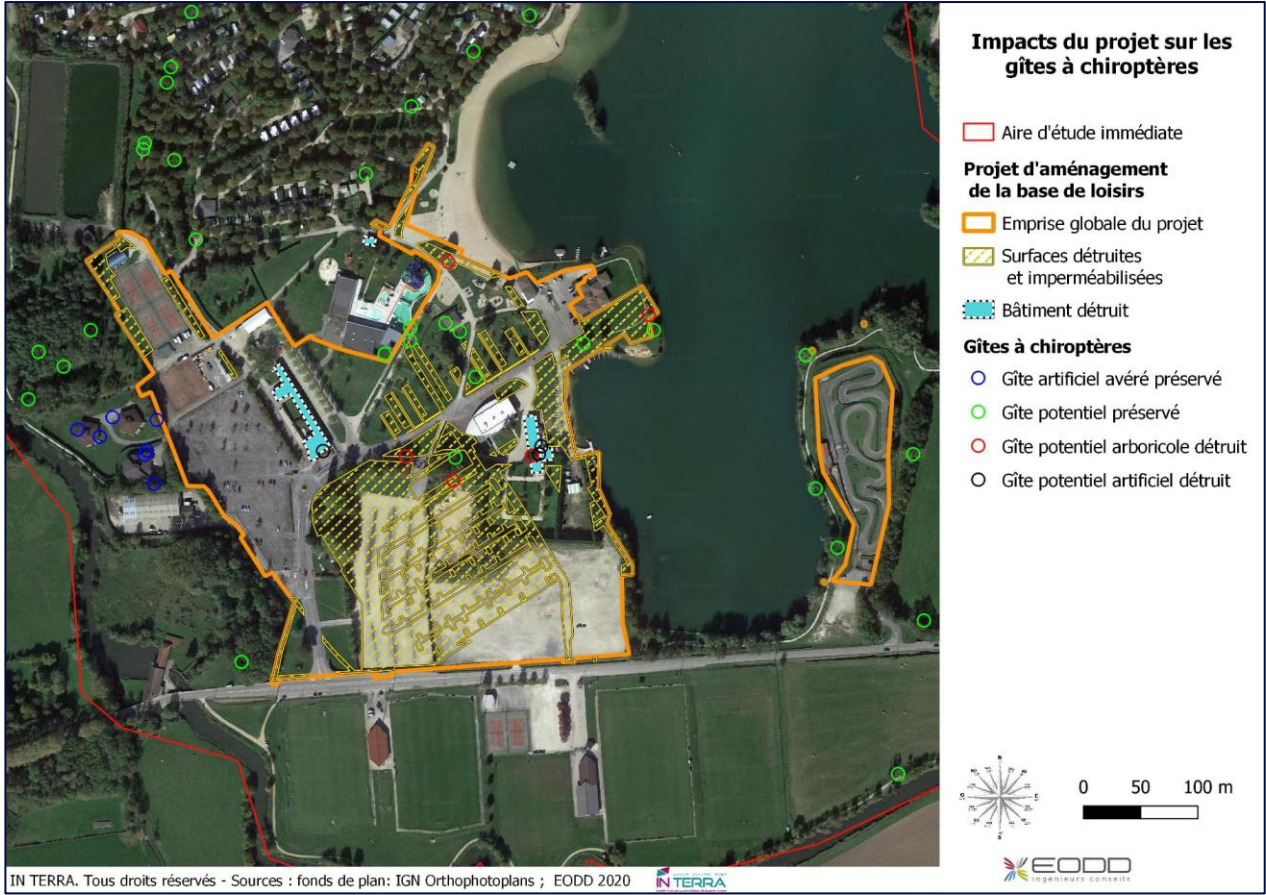 Impacts du projet sur les
gîtes à chiroptères
Aire d'étude immédiate
Projet d'aménagement
de la base de loisirs
Emprise globale du projet
Surfaces détruites
et imperméabilisées
Bâtiment détruit
Gîtes à chiroptères
Gîte artificiel avéré préservé
Gîte potentiel préservé
Gîte potentiel arboricole détruit
Gîte potentiel artificiel détruit
0 50 100 m
EODD
ingénieurs conseils
IN TERRA. Tous droits réservés - Sources : fonds de plan: IGN Orthophotoplans ; EODD 2020
IN TERRA